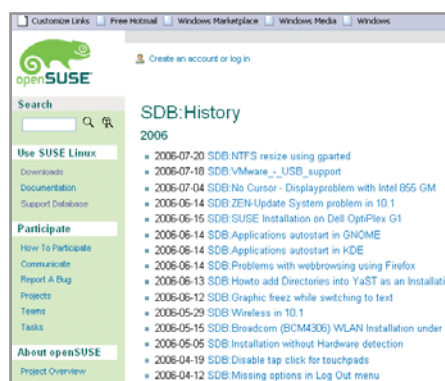 Customize Links Free Hotmail Windows Marketplace Windows Media Windows
openSUSE
Create an account or log in
Search
Use SUSE Linux
Downloads
Documentation
Support Database
Participate
How To Participate
Communicate
Report A Bug
Projects
Teams
Tasks
About openSUSE
Project Overview
SDB:History
2006
2006-07-20 SDB:NTFS resize using gparted
2006-07-18 SDB:VMware_-_USB_support
2006-07-04 SDB:No Cursor - Displayproblem with Intel 855 GM
2006-06-14 SDB:ZEN-Update System problem in 10.1
2006-06-15 SDB:SUSE Installation on Dell OptiPlex G1
2006-06-14 SDB:Applications autostart in GNOME
2006-06-14 SDB:Applications autostart in KDE
2006-06-14 SDB:Problems with webbrowsing using Firefox
2006-06-13 SDB:Howto add Directories into YaST as an Installati
2006-06-12 SDB:Graphic freez while switching to text
2006-05-29 SDB:Wireless in 10.1
2006-05-15 SDB:Broadcom (BCM4306) WLAN Installation under
2006-05-05 SDB:Installation without Hardware detection
2006-04-19 SDB:Disable tap click for touchpads
2006-04-12 SDB:Missing options in Log Out menu